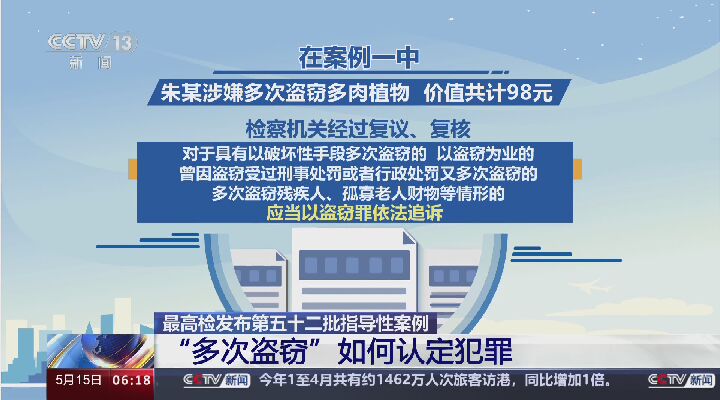 CCTV 13
新闻
在案例一中
朱某涉嫌多次盗窃多肉植物 价值共计98元
检察机关经过复议、复核
对于具有以破坏性手段多次盗窃的 以盗窃为业的
曾因盗窃受过刑事处罚或者行政处罚又多次盗窃的
多次盗窃残疾人、孤寡老人财物等情形的
应当以盗窃罪依法追诉
最高检发布第五十二批指导性案例
“多次盗窃”如何认定犯罪
5月15日 06:18 CCTV新闻 今年1至4月共有约1462万人次旅客访港，同比增加1倍。 CCTV新闻